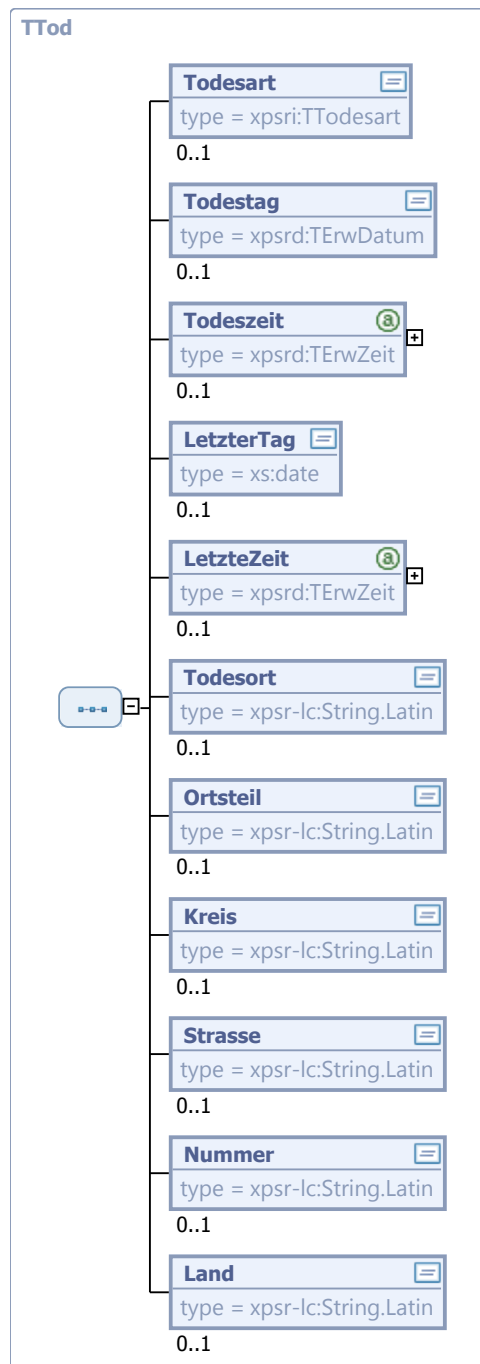 TTod
Todesart
type = xpsri:TTodesart
0..1
Todestag
type = xpsrd:TErwDatum
0..1
Todeszeit
type = xpsrd:TErwZeit
0..1
LetzterTag
type = xs:date
0..1
LetzteZeit
type = xpsrd:TErwZeit
0..1
Todesort
type = xpsr-lc:String.Latin
0..1
Ortsteil
type = xpsr-lc:String.Latin
0..1
Kreis
type = xpsr-lc:String.Latin
0..1
Strasse
type = xpsr-lc:String.Latin
0..1
Nummer
type = xpsr-lc:String.Latin
0..1
Land
type = xpsr-lc:String.Latin
0..1